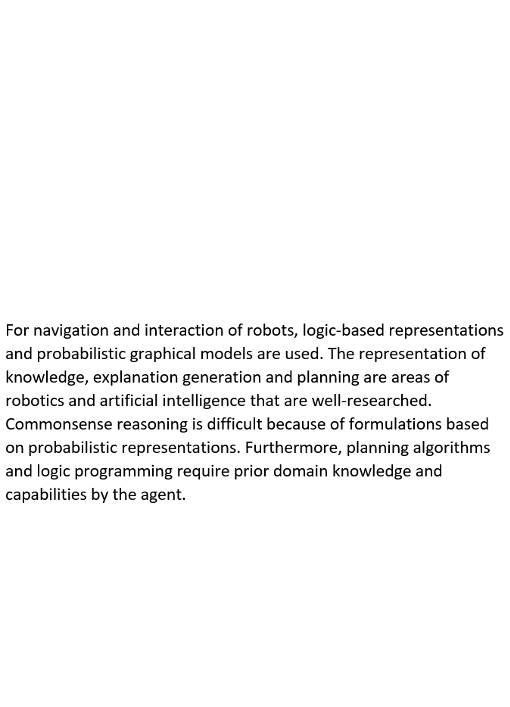 For navigation and interaction of robots, logic-based representations
and probabilistic graphical models are used. The representation of
knowledge, explanation generation and planning are areas of
robotics and artificial intelligence that are well-researched.
Commonsense reasoning is difficult because of formulations based
on probabilistic representations. Furthermore, planning algorithms
and logic programming require prior domain knowledge and
capabilities by the agent.